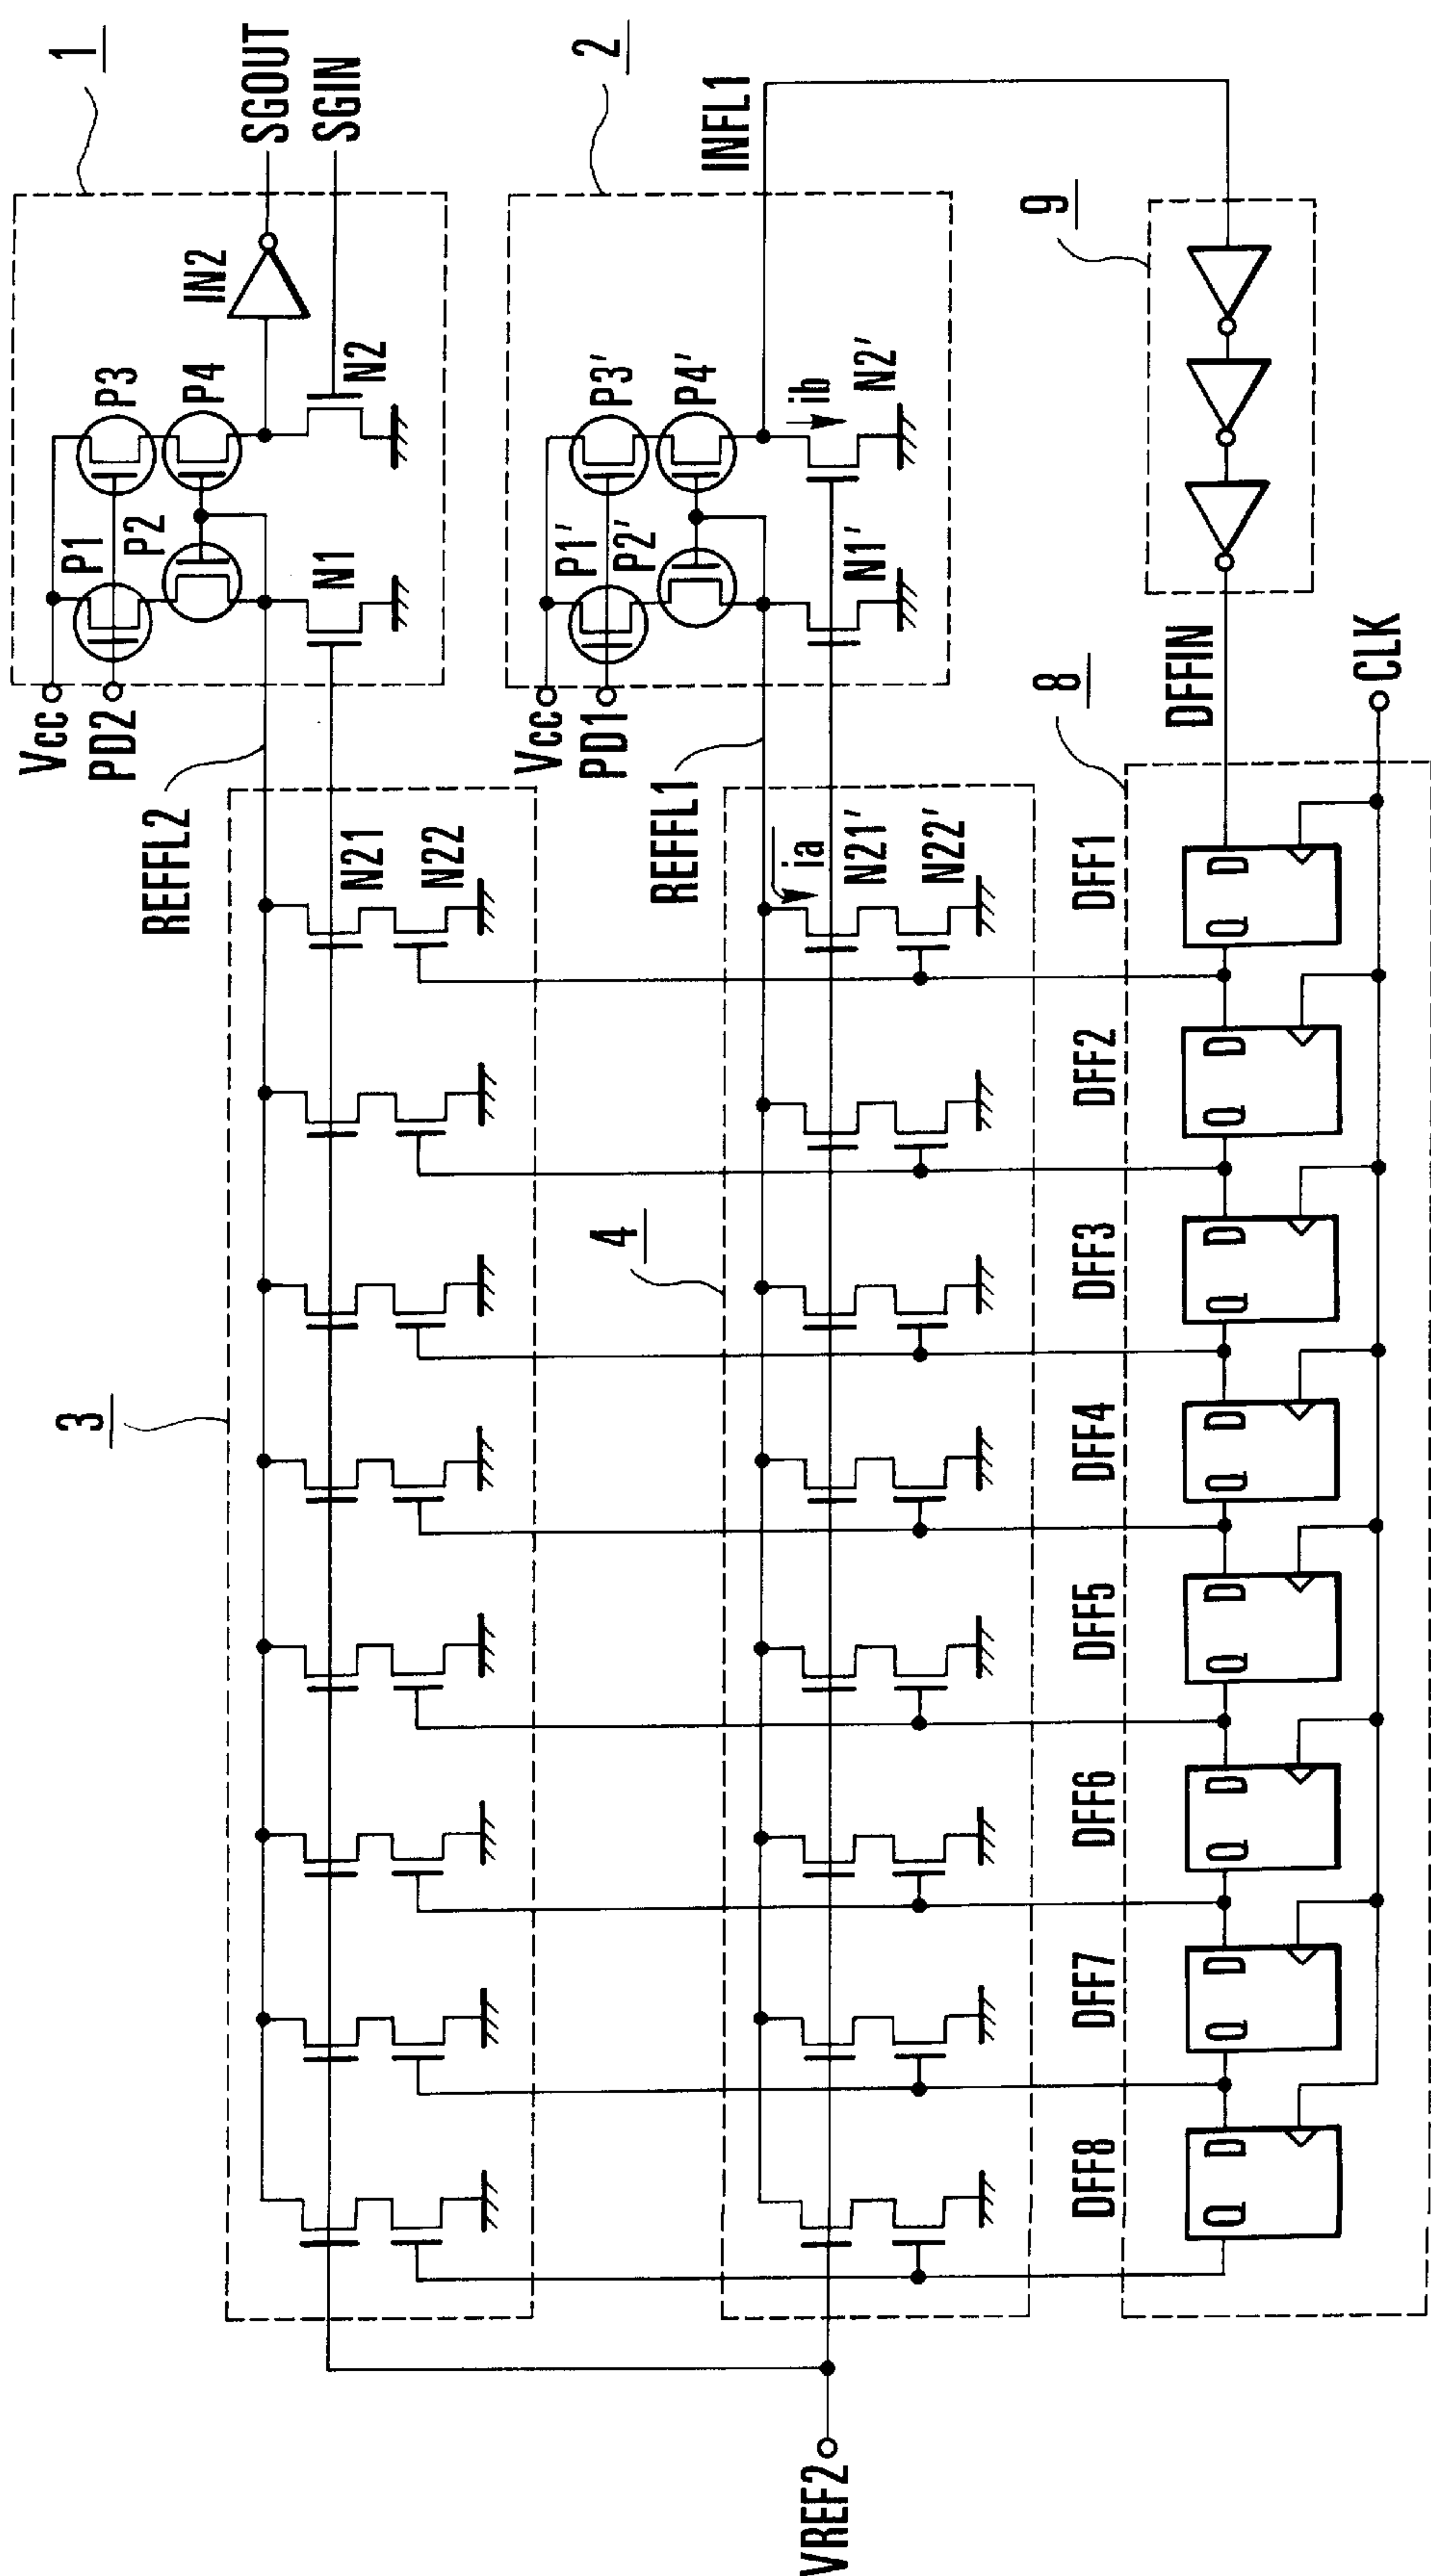 1
SGOUT
SGIN
IN2
P3
P4
N2
P1
P2
N1
Vcc
PD2
REFFL2
2
INFL1
P3'
P4'
ib
N2'
P1'
P2'
N1'
Vcc
PD1
REFFL1
9
DFFIN
8
CLK
3
N21
N22
4
ia
N21'
N22'
DFF1
D
Q
DFF2
D
Q
DFF3
D
Q
DFF4
D
Q
DFF5
D
Q
DFF6
D
Q
DFF7
D
Q
DFF8
D
Q
VREF2